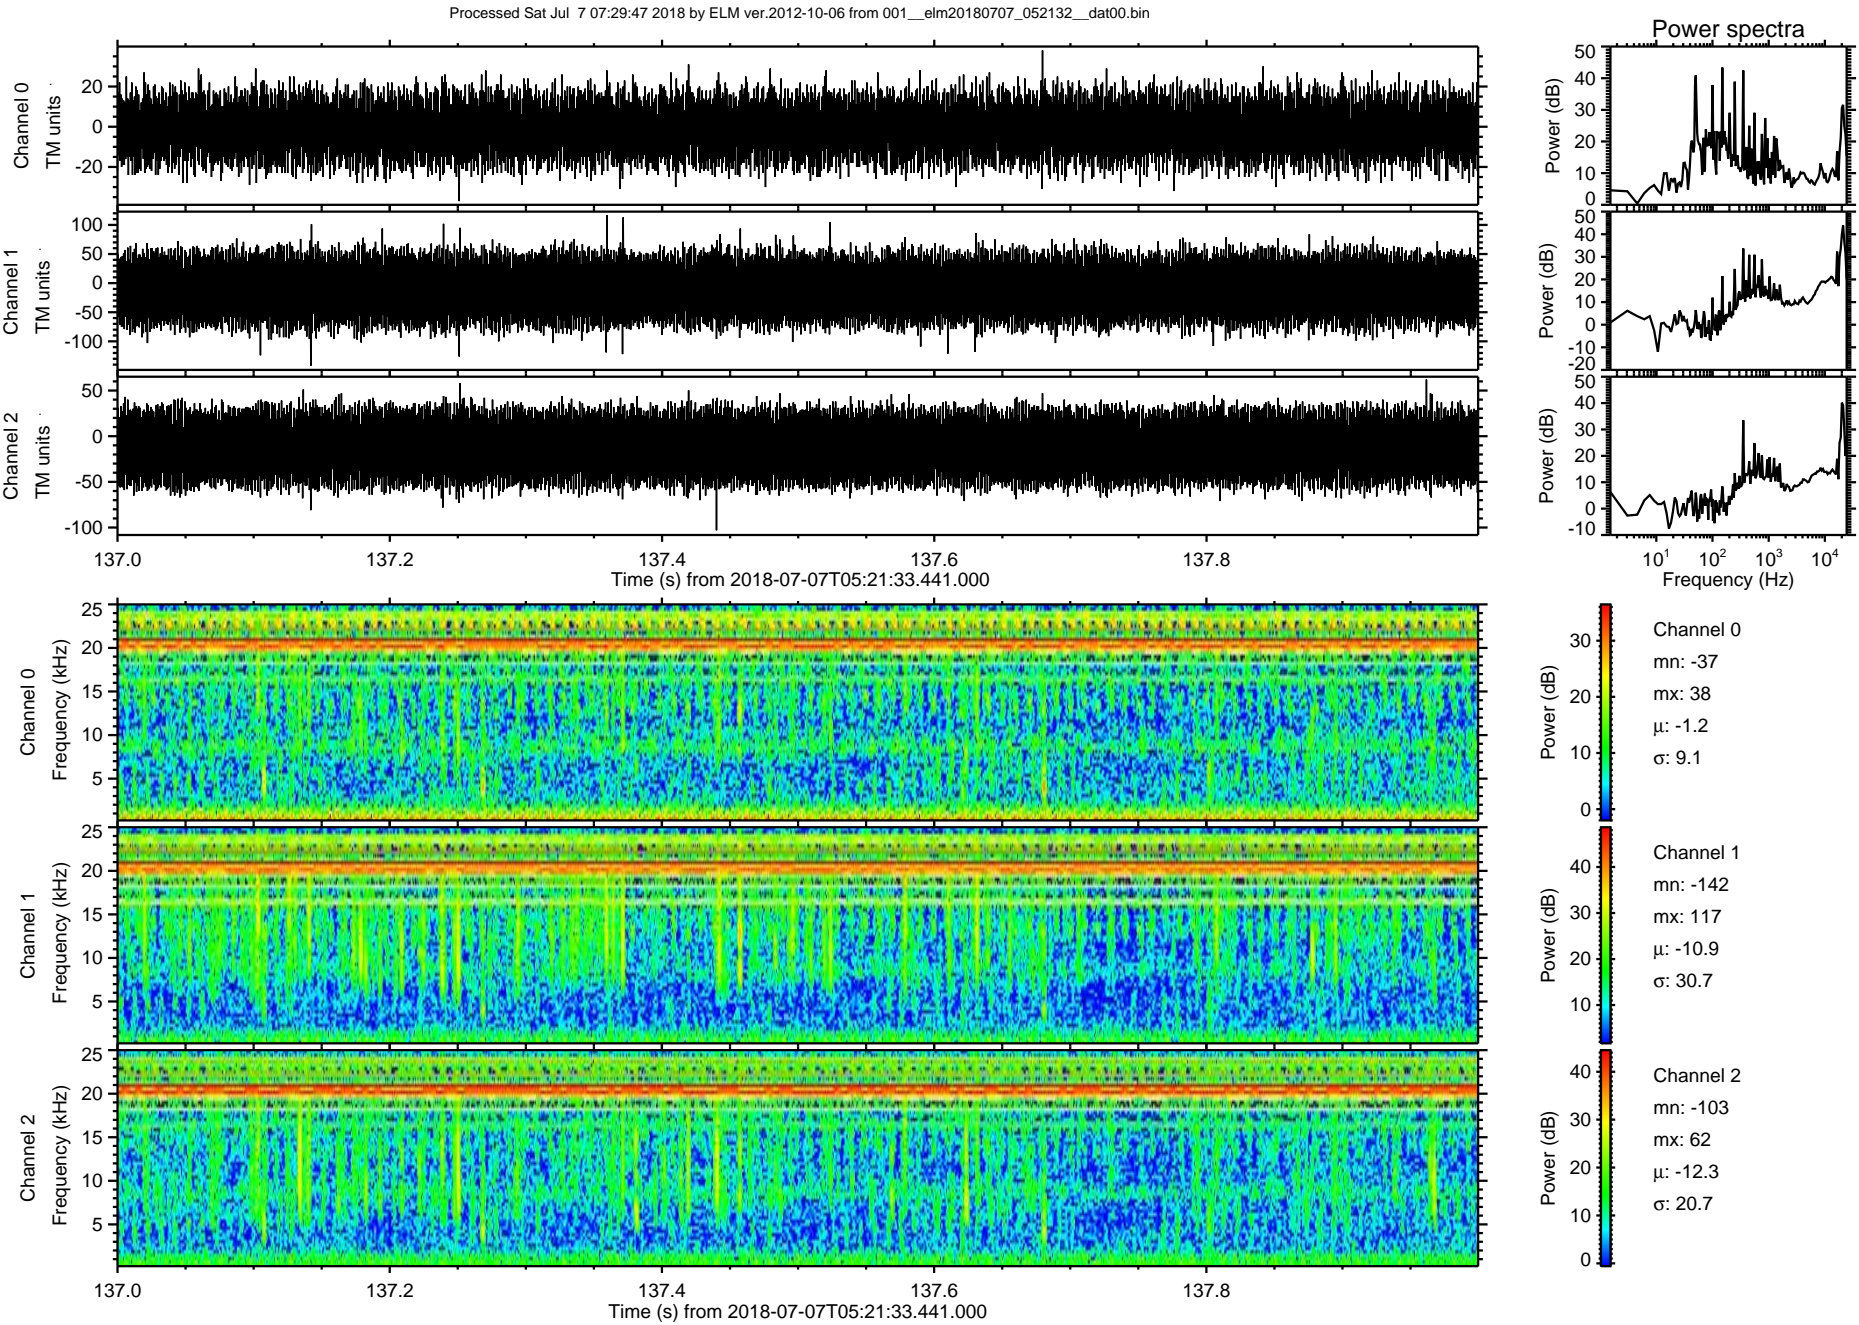 Processed Sat Jul 7 07:29:47 2018 by ELM ver.2012-10-06 from 001__elm20180707_052132__dat00.bin
Power spectra
Channel 0
TM units
20
0
-20
Power (dB)
50
40
30
20
10
0
Channel 1
TM units
100
50
0
-50
-100
Power (dB)
50
40
30
20
10
0
-10
-20
Channel 2
TM units
50
0
-50
-100
Power (dB)
50
40
30
20
10
0
-10
137.0 137.2 137.4 137.6 137.8
Time (s) from 2018-07-07T05:21:33.441.000
10¹ 10² 10³ 10⁴
Frequency (Hz)
Channel 0
Frequency (kHz)
25
20
15
10
5
Power (dB)
30
20
10
0
Channel 0
mn: -37
mx: 38
μ: -1.2
σ: 9.1
Channel 1
Frequency (kHz)
25
20
15
10
5
Power (dB)
40
30
20
10
Channel 1
mn: -142
mx: 117
μ: -10.9
σ: 30.7
Channel 2
Frequency (kHz)
25
20
15
10
5
Power (dB)
40
30
20
10
0
Channel 2
mn: -103
mx: 62
μ: -12.3
σ: 20.7
137.0 137.2 137.4 137.6 137.8
Time (s) from 2018-07-07T05:21:33.441.000